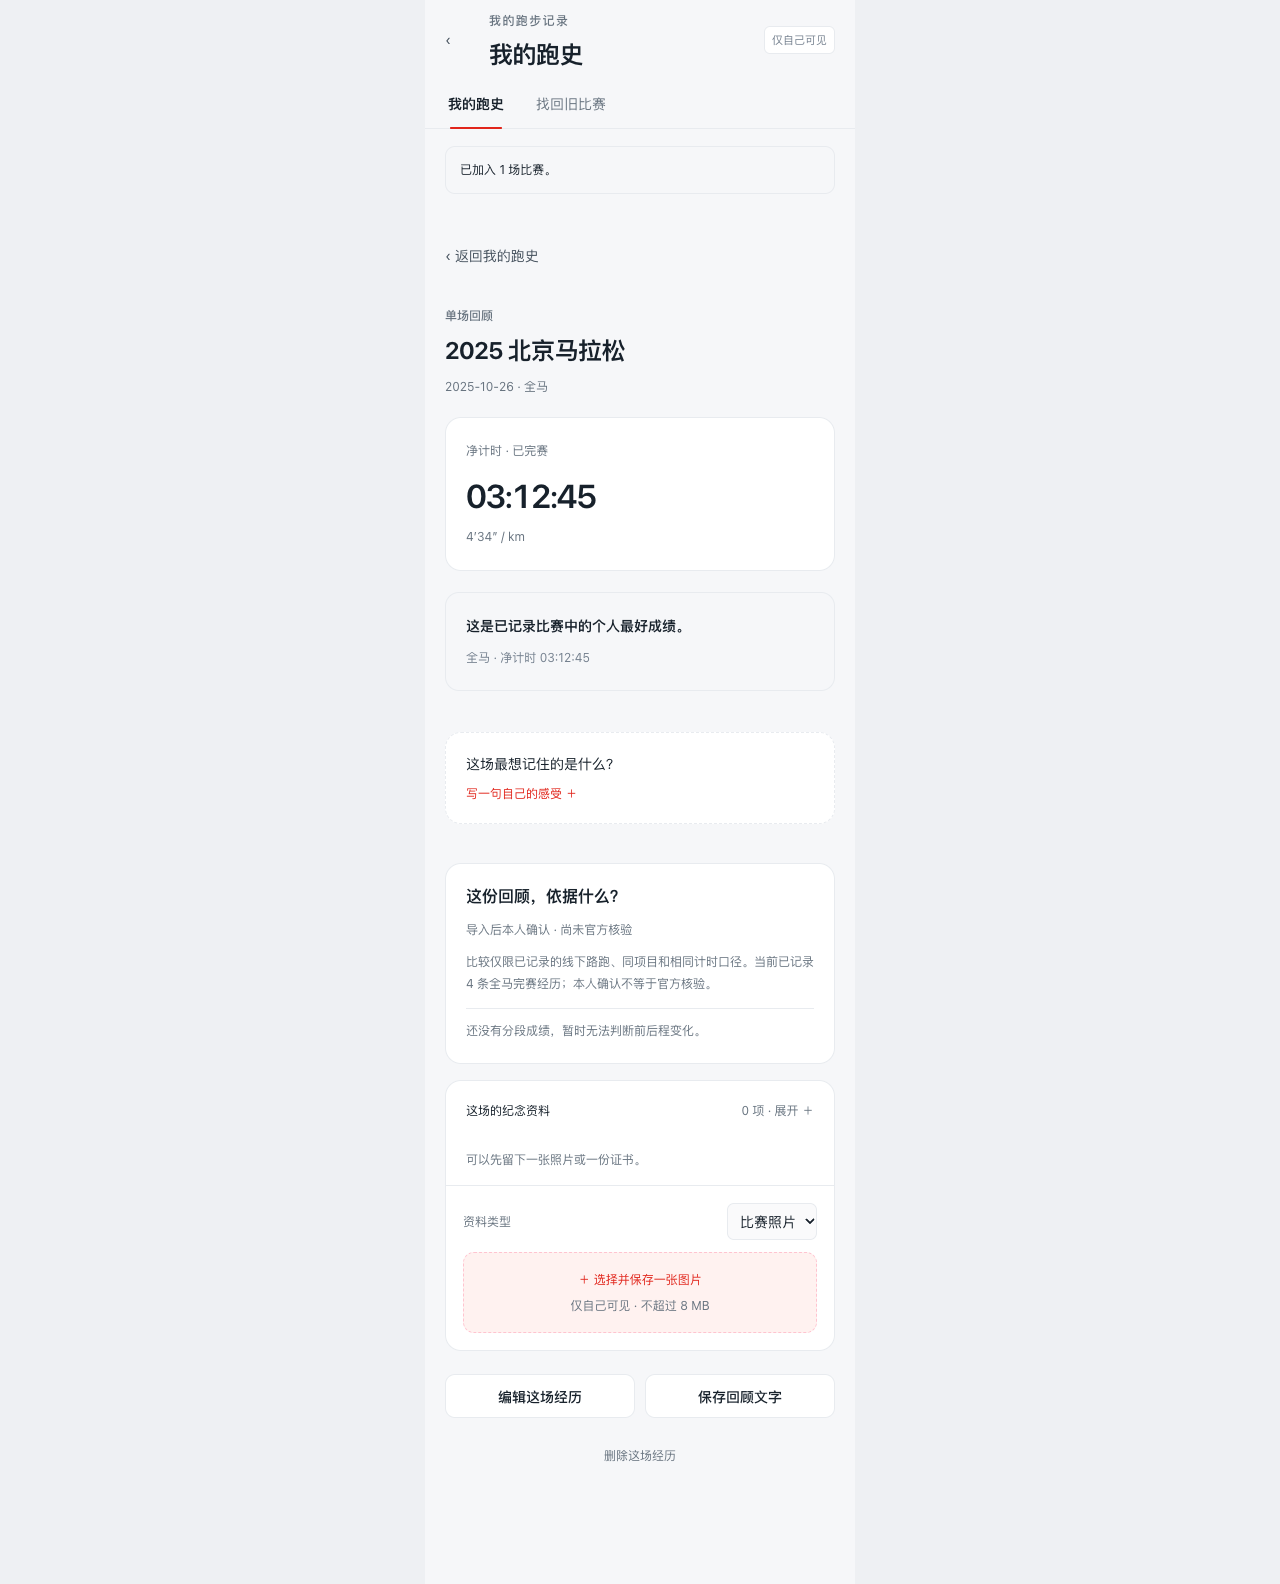 我的跑步记录
‹
我的跑史
仅自己可见
我的跑史
找回旧比赛
已加入 1 场比赛。
‹ 返回我的跑史
单场回顾
2025 北京马拉松
2025-10-26 · 全马
净计时 · 已完赛
03:12:45
4′34″ / km
这是已记录比赛中的个人最好成绩。
全马 · 净计时 03:12:45
这场最想记住的是什么?
写一句自己的感受 ＋
这份回顾，依据什么?
导入后本人确认 · 尚未官方核验
比较仅限已记录的线下路跑、同项目和相同计时口径。当前已记录
4 条全马完赛经历；本人确认不等于官方核验。
还没有分段成绩，暂时无法判断前后程变化。
这场的纪念资料
0 项 · 展开 ＋
可以先留下一张照片或一份证书。
资料类型
比赛照片
＋ 选择并保存一张图片
仅自己可见 · 不超过 8 MB
编辑这场经历
保存回顾文字
删除这场经历